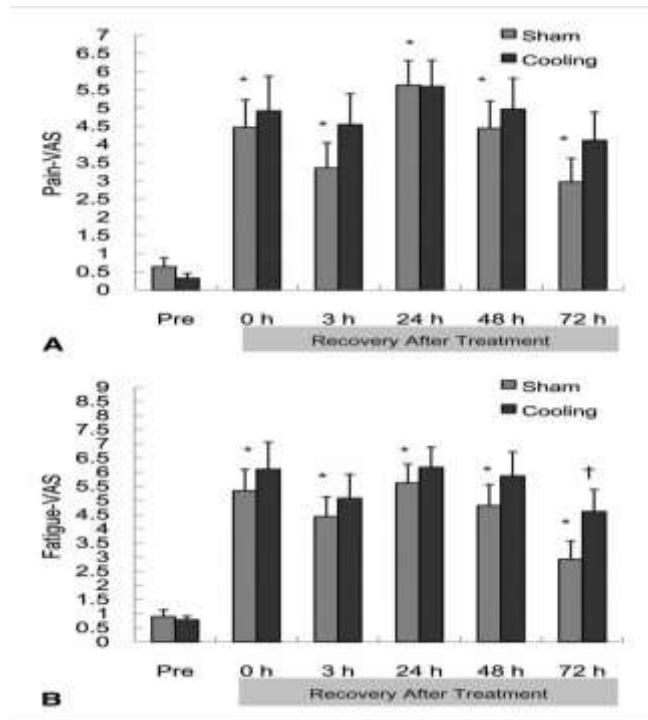 7
6.5
6
5.5
5
4.5
4
3.5
3
2.5
2
1.5
1
0.5
0
Pain-VAS
* * * * *
Sham
Cooling
Pre 0 h 3 h 24 h 48 h 72 h
A
Recovery After Treatment
9
8.5
8
7.5
7
6.5
6
5.5
5
4.5
4
3.5
3
2.5
2
1.5
1
0.5
0
Fatigue-VAS
* * * * * †
Sham
Cooling
Pre 0 h 3 h 24 h 48 h 72 h
B
Recovery After Treatment